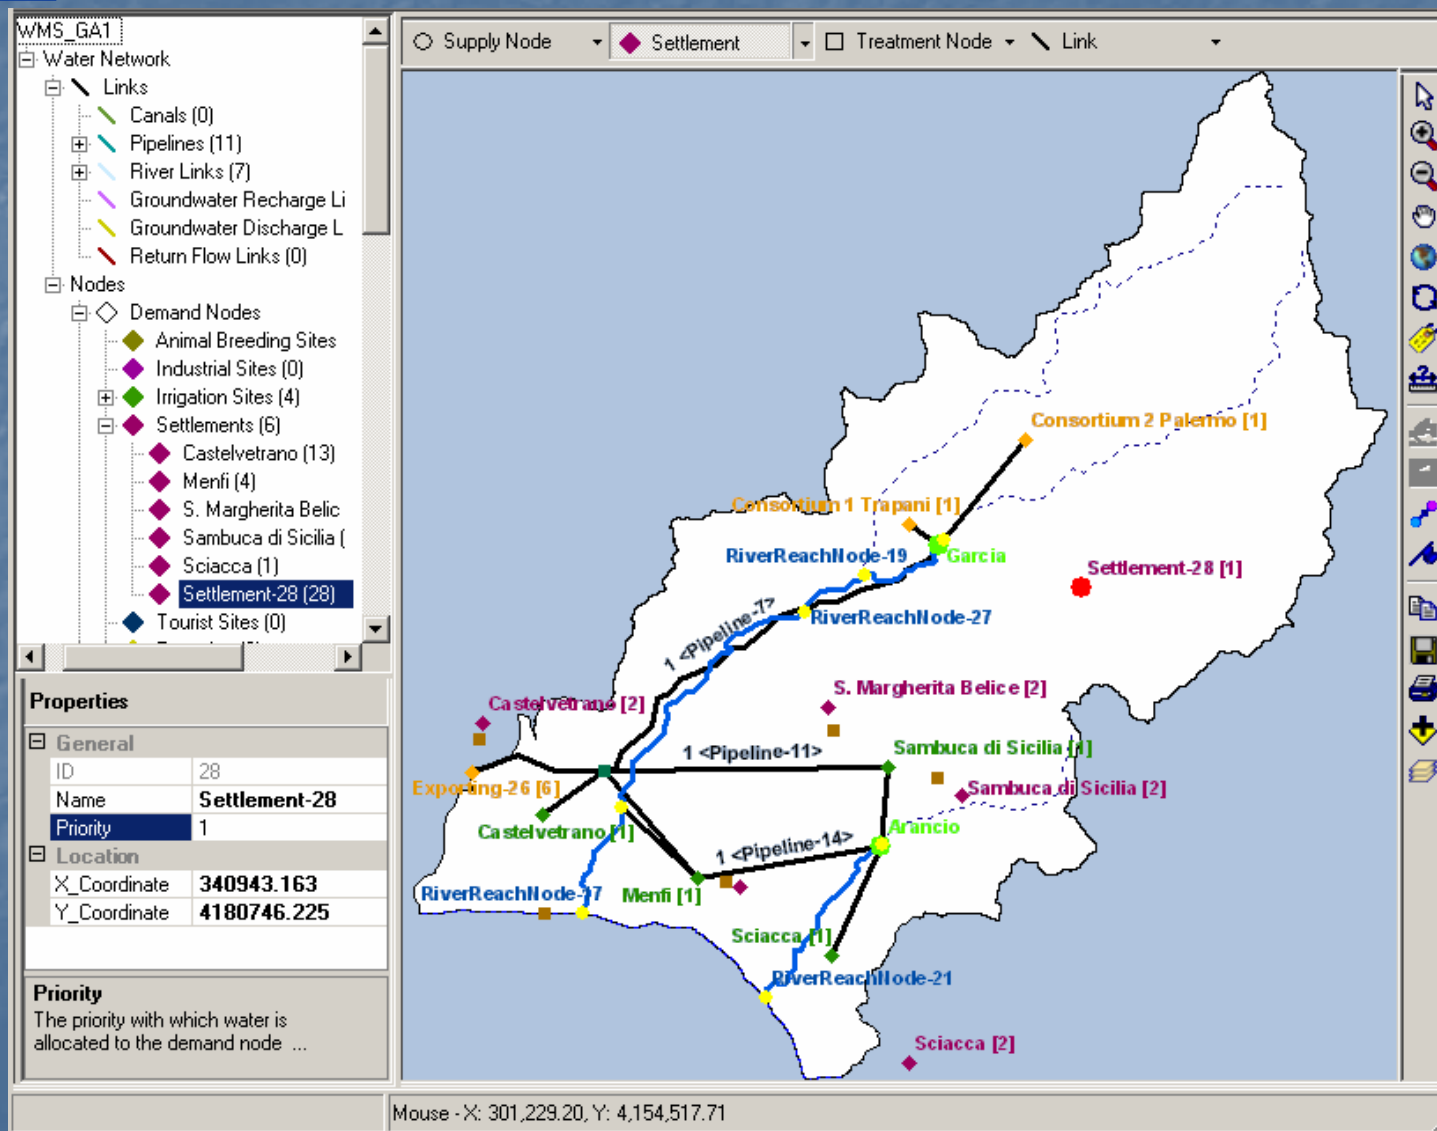 WMS_GA1
Water Network
Links
Canals (0)
Pipelines (11)
River Links (7)
Groundwater Recharge Li
Groundwater Discharge L
Return Flow Links (0)
Nodes
Demand Nodes
Animal Breeding Sites
Industrial Sites (0)
Irrigation Sites (4)
Settlements (6)
Castelvetrano (13)
Menfi (4)
S. Margherita Belic
Sambuca di Sicilia (
Sciacca (1)
Settlement-28 (28)
Tourist Sites (0)
Properties
General
ID 28
Name Settlement-28
Priority 1
Location
X_Coordinate 340943.163
Y_Coordinate 4180746.225
Priority
The priority with which water is
allocated to the demand node ...
Supply Node Settlement Treatment Node Link
Consortium 2 Palermo [1]
Consortium 1 Trapani [1]
RiverReachNode-19
Garcia
Settlement-28 [1]
1 <Pipeline-7>
RiverReachNode-27
S. Margherita Belice [2]
Castelvetrano [2]
1 <Pipeline-11>
Sambuca di Sicilia [1]
Exporting-26 [6]
Sambuca di Sicilia [2]
Castelvetrano [1]
Arancio
1 <Pipeline-14>
RiverReachNode-17
Menfi [1]
Sciacca [1]
RiverReachNode-21
Sciacca [2]
Mouse - X: 301,229.20, Y: 4,154,517.71